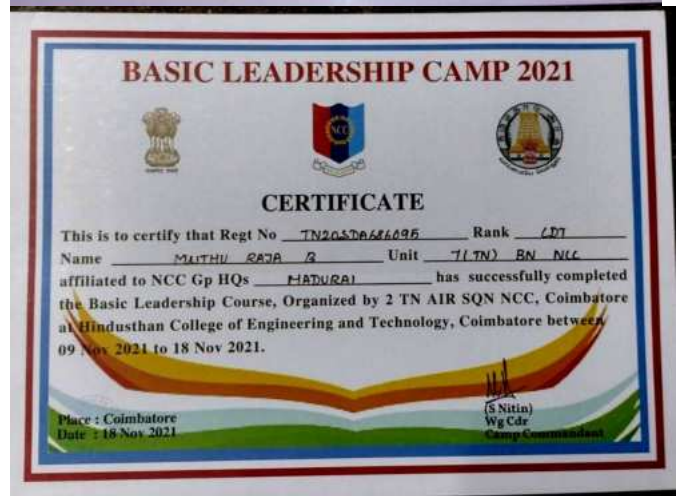 BASIC LEADERSHIP CAMP 2021
NCC
CERTIFICATE
This is to certify that Regt No TN20SDA686095 Rank CDT
Name MUTHU RAJA B Unit 7(TN) BN NCC
affiliated to NCC Gp HQs MADURAI has successfully completed
the Basic Leadership Course, Organized by 2 TN AIR SQN NCC, Coimbatore
at Hindusthan College of Engineering and Technology, Coimbatore between
09 Nov 2021 to 18 Nov 2021.
(S Nitin)
Place : Coimbatore Wg Cdr
Date : 18 Nov 2021 Camp Commandant